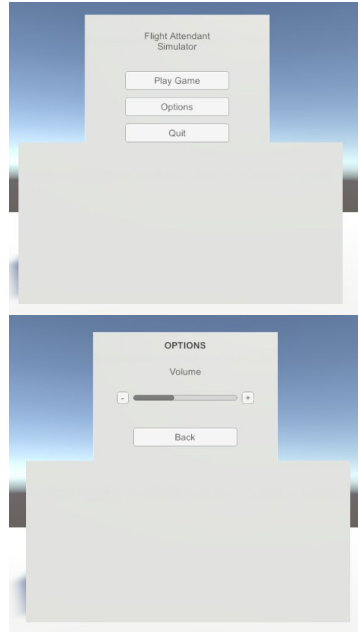 Flight Attendant
Simulator
Play Game
Options
Quit
OPTIONS
Volume
- +
Back